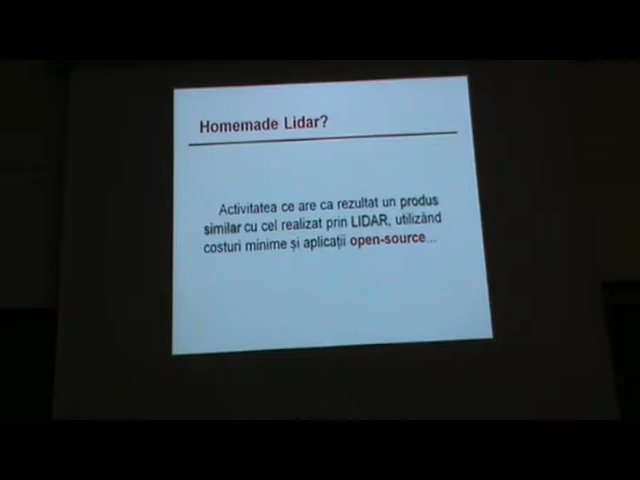 Homemade Lidar?
Activitatea ce are ca rezultat un produs
similar cu cel realizat prin LIDAR, utilizând
costuri minime și aplicații open-source...